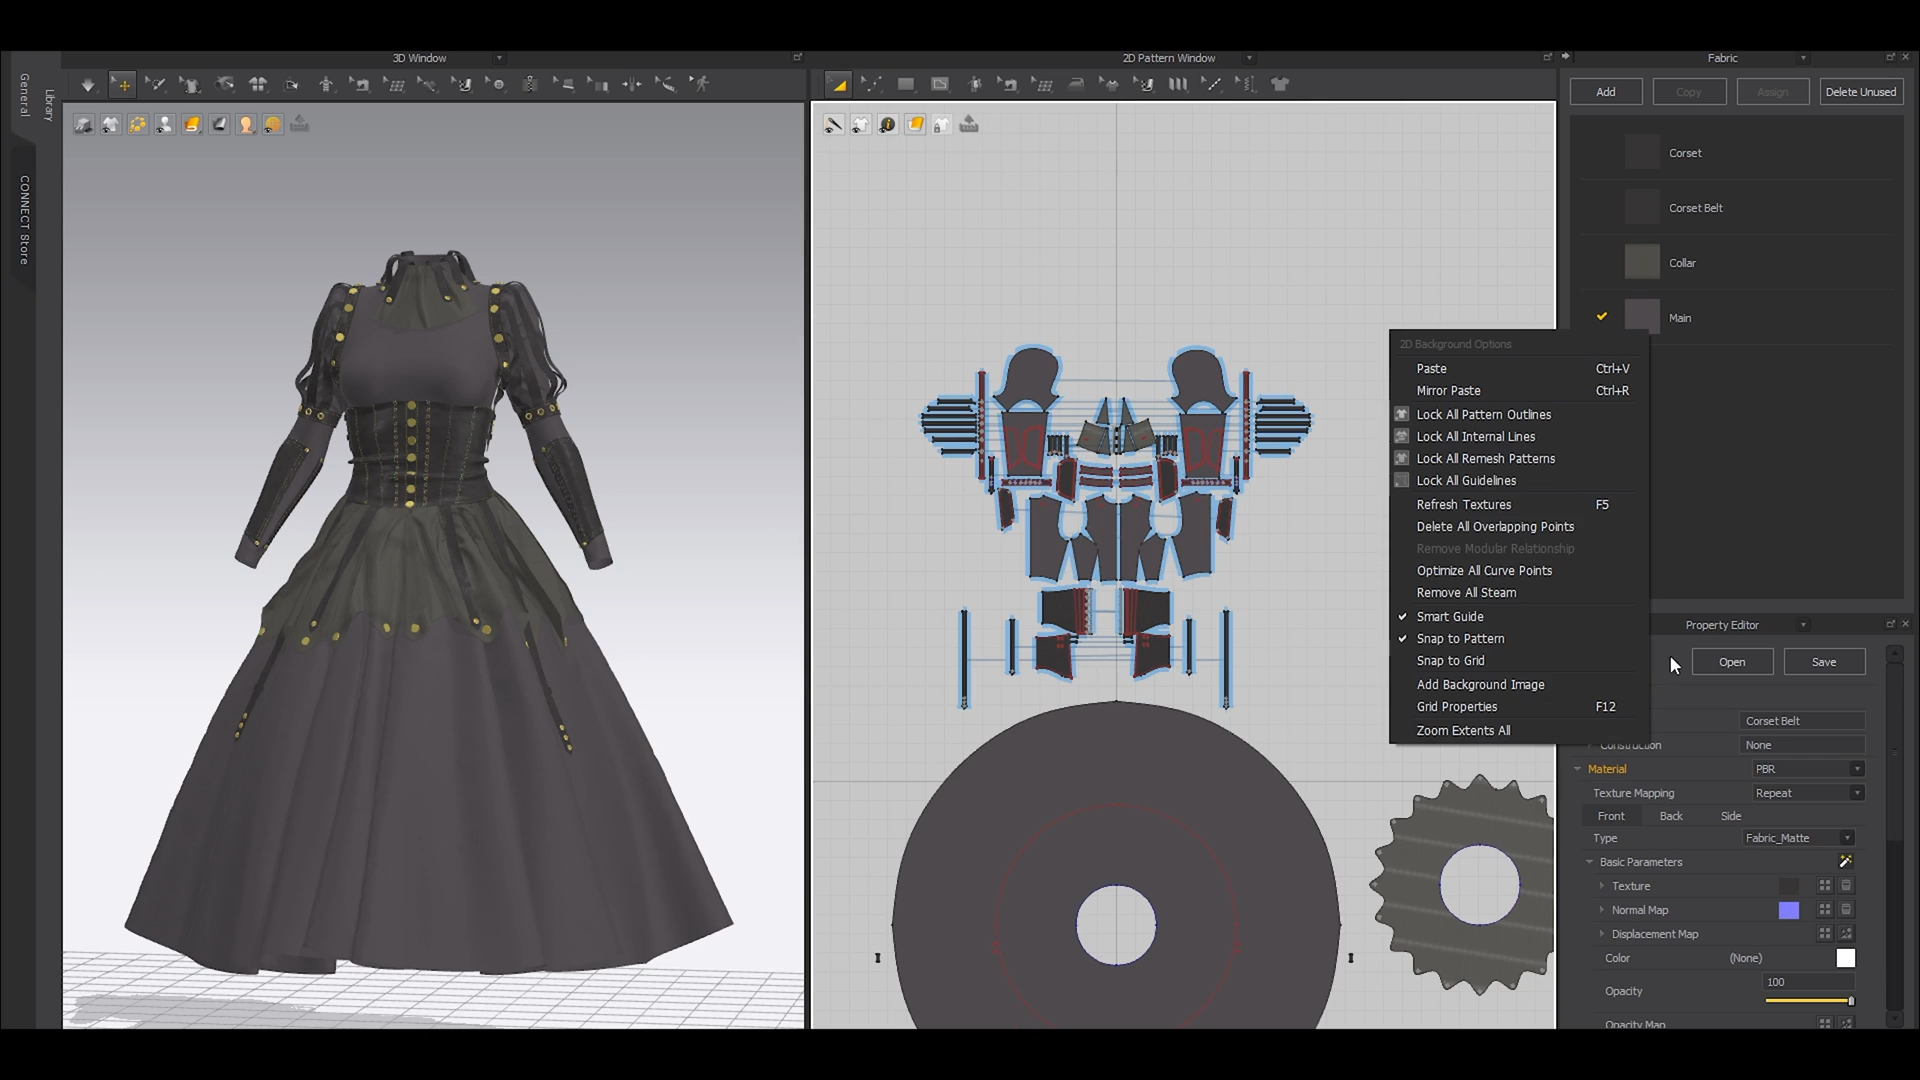 3D Window
2D Pattern Window
Fabric
General
Library
CONNECT Store
Add
Copy
Assign
Delete Unused
Corset
Corset Belt
Collar
Main
2D Background Options
Paste Ctrl+V
Mirror Paste Ctrl+R
Lock All Pattern Outlines
Lock All Internal Lines
Lock All Remesh Patterns
Lock All Guidelines
Refresh Textures F5
Delete All Overlapping Points
Remove Modular Relationship
Optimize All Curve Points
Remove All Steam
Smart Guide
Snap to Pattern
Snap to Grid
Add Background Image
Grid Properties F12
Zoom Extents All
Property Editor
Open
Save
Corset Belt
Construction None
Material PBR
Texture Mapping Repeat
Front Back Side
Type Fabric_Matte
Basic Parameters
Texture
Normal Map
Displacement Map
Color (None)
Opacity 100
Opacity Map